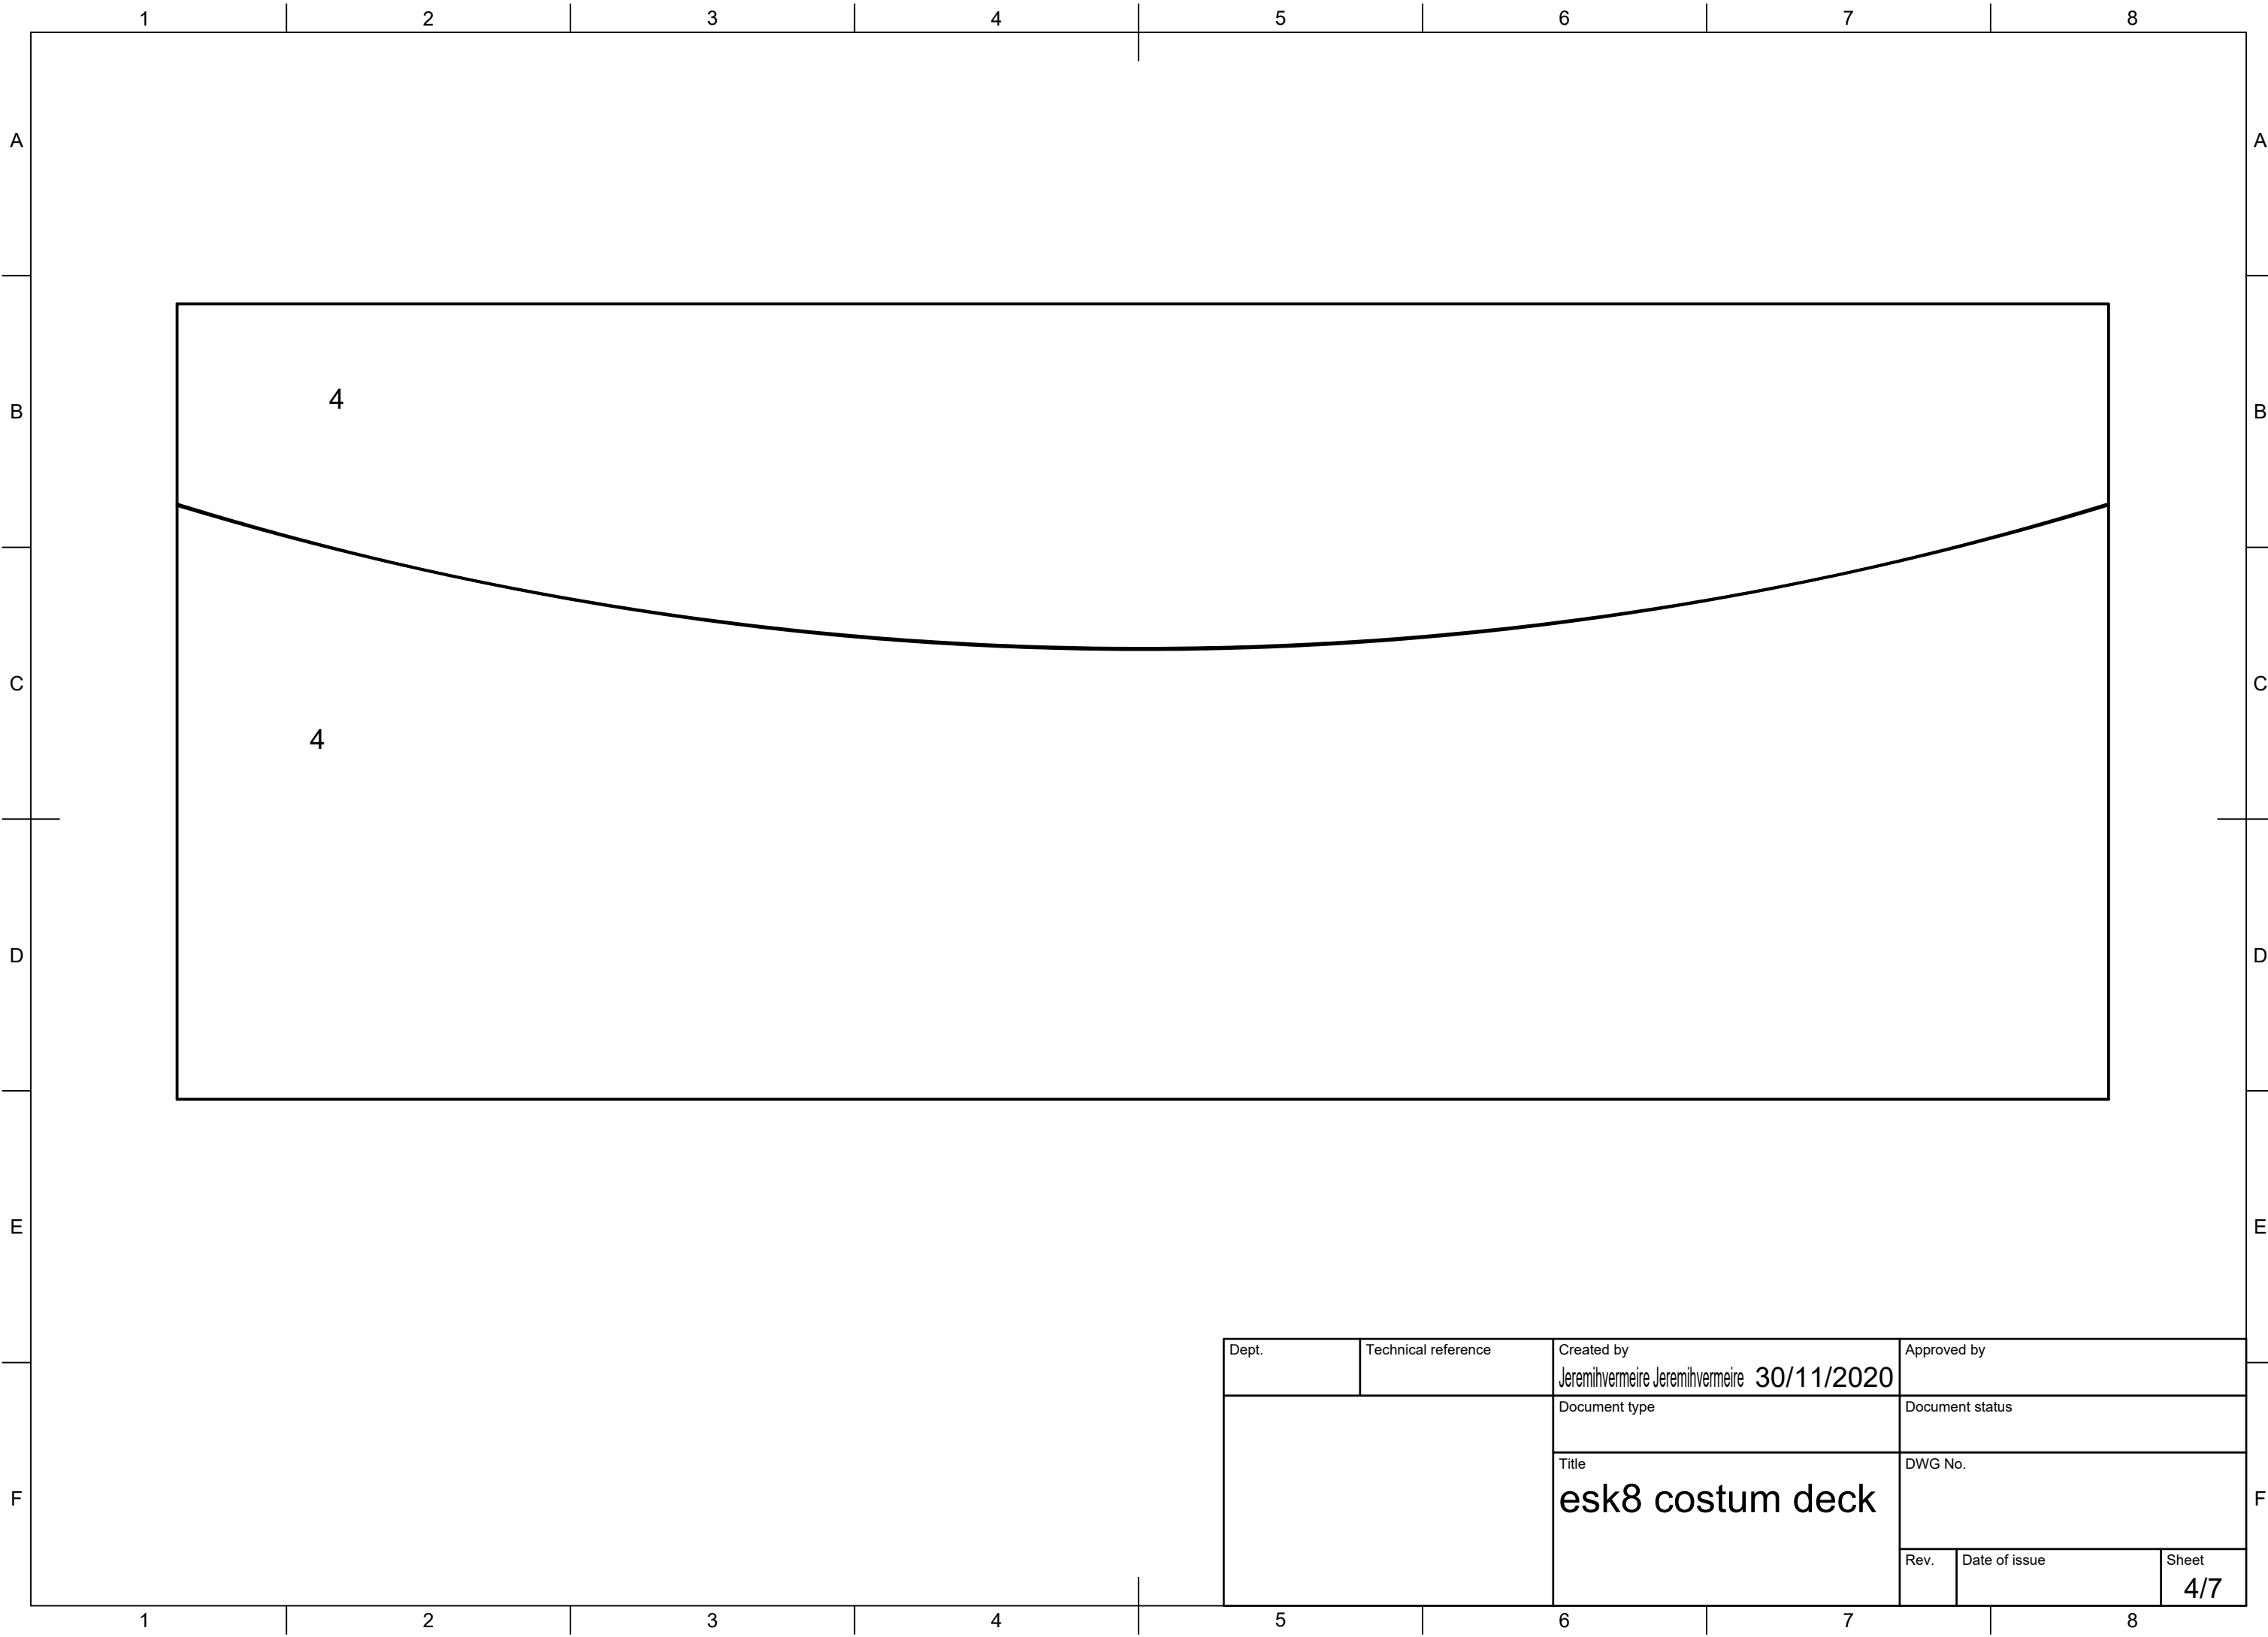 1 2 3 4 5 6 7 8
A A
4
B B
C C
4
D D
E E
Dept. Technical reference Created by Approved by
Jeremihvermeire Jeremihvermeire 30/11/2020
Document type Document status
Title DWG No.
esk8 costum deck
F F
Rev. Date of issue Sheet
4/7
1 2 3 4 5 6 7 8